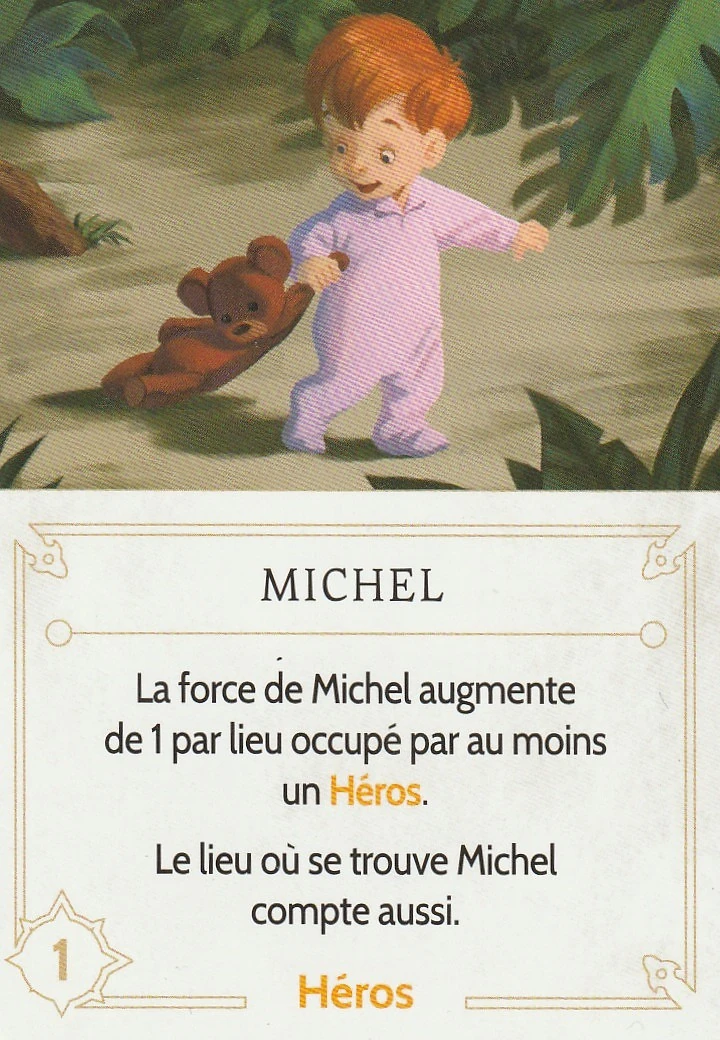 MICHEL
La force de Michel augmente
de 1 par lieu occupé par au moins
un Héros.
Le lieu où se trouve Michel
compte aussi.
1
Héros